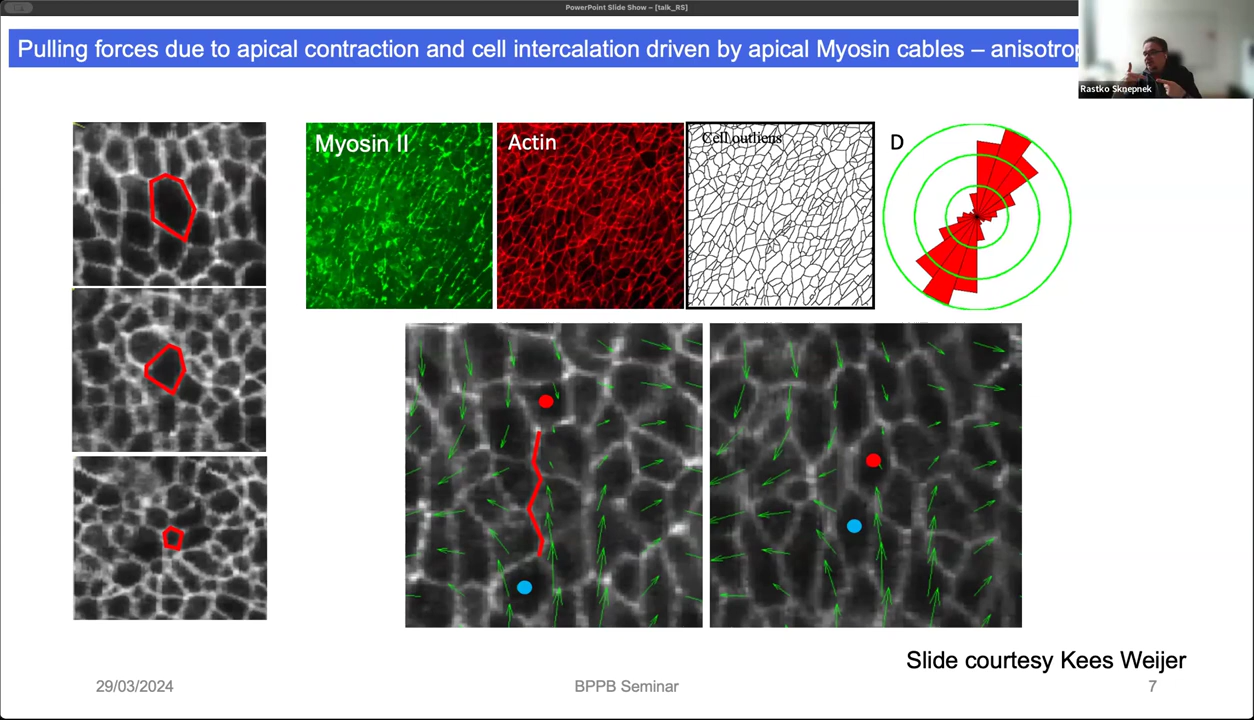 PowerPoint Slide Show – [talk_RS]
Pulling forces due to apical contraction and cell intercalation driven by apical Myosin cables – anisotrop
Rastko Sknepnek
Myosin II
Actin
Cell outliens
D
Slide courtesy Kees Weijer
29/03/2024
BPPB Seminar
7